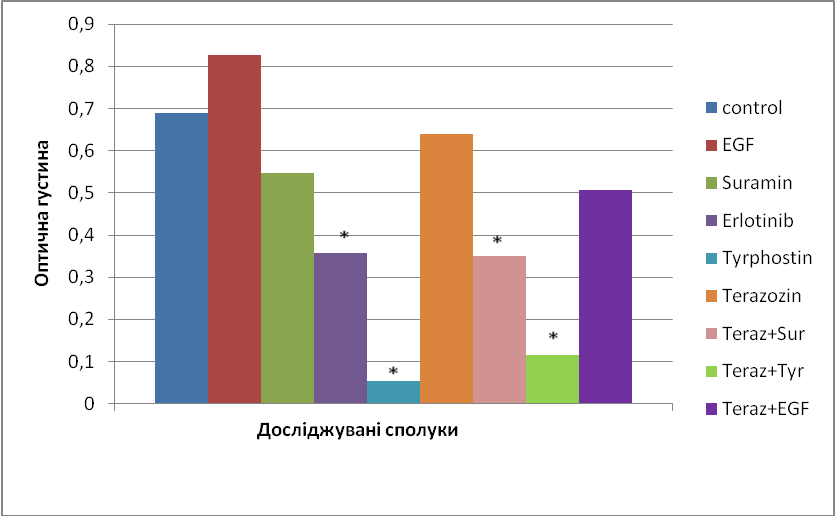 0,9
0,8
0,7
0,6
0,5
0,4
0,3
0,2
0,1
0
Оптична густина
*
*
*
*
Досліджувані сполуки
control
EGF
Suramin
Erlotinib
Tyrphostin
Terazozin
Teraz+Sur
Teraz+Tyr
Teraz+EGF